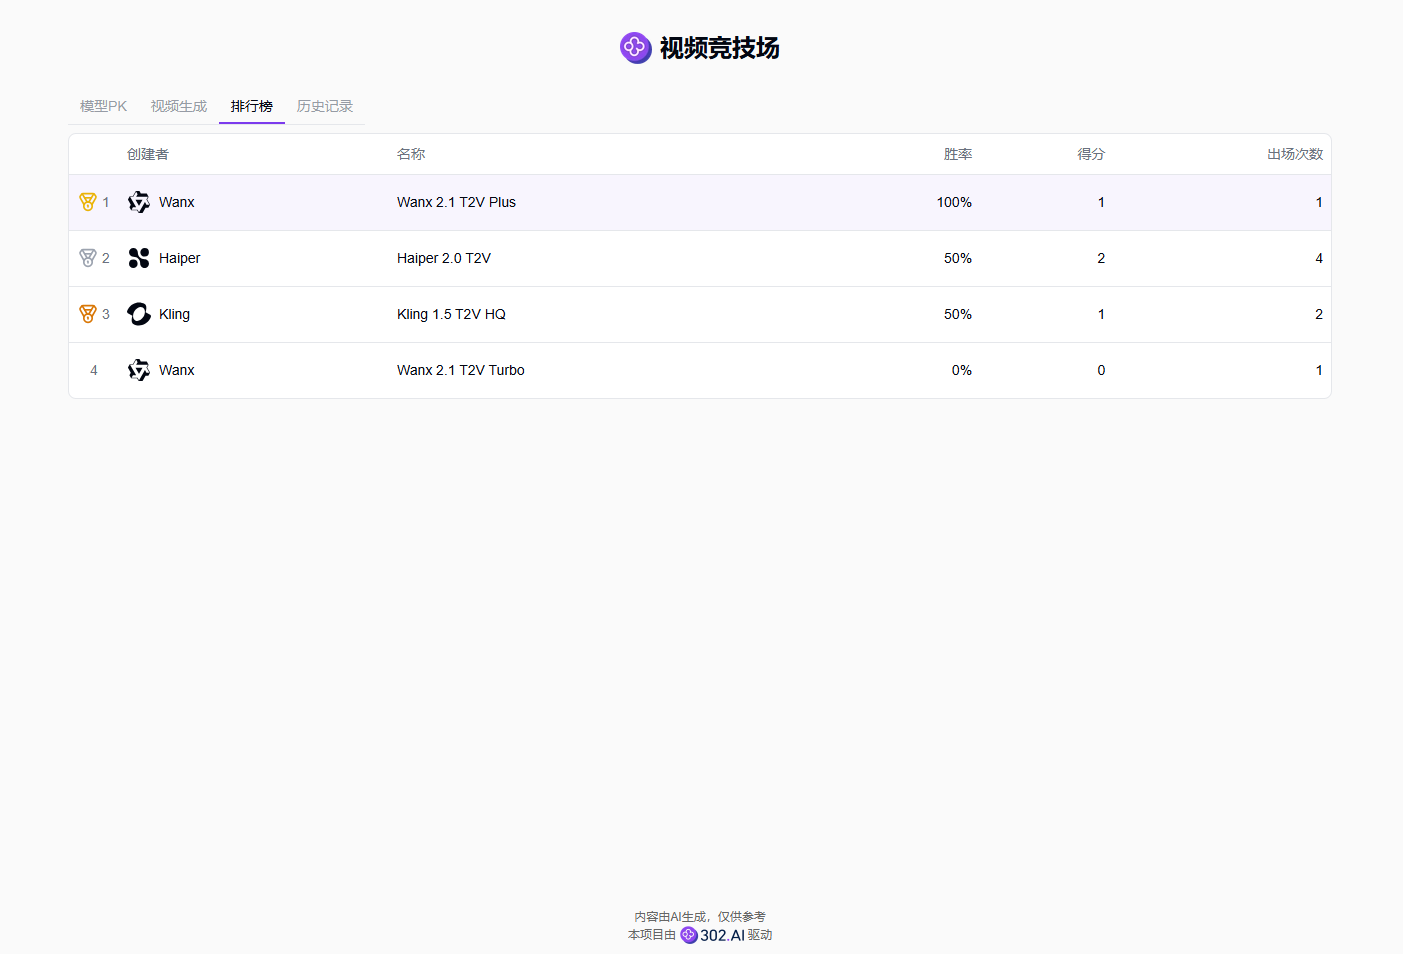 视频竞技场
模型PK 视频生成 排行榜 历史记录
创建者 名称 胜率 得分 出场次数
1 Wanx Wanx 2.1 T2V Plus 100% 1 1
2 Haiper Haiper 2.0 T2V 50% 2 4
3 Kling Kling 1.5 T2V HQ 50% 1 2
4 Wanx Wanx 2.1 T2V Turbo 0% 0 1
内容由AI生成，仅供参考
本项目由 302.AI 驱动